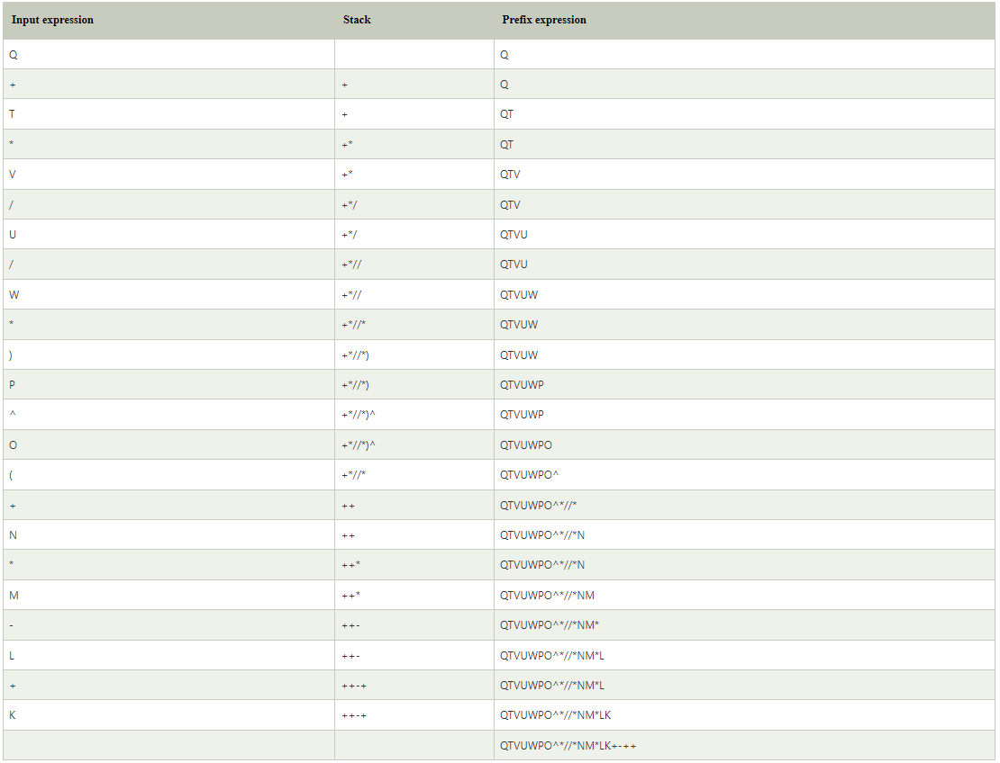 Input expression Stack Prefix expression
Q Q
+ + Q
T + QT
* +* QT
V +* QTV
/ +*/ QTV
U +*/ QTVU
/ +*// QTVU
W +*// QTVUW
* +*//* QTVUW
) +*//*) QTVUW
P +*//*) QTVUWP
^ +*//*)^ QTVUWP
O +*//*)^ QTVUWPO
( +*//* QTVUWPO^
+ ++ QTVUWPO^*//*
N ++ QTVUWPO^*//*N
* ++* QTVUWPO^*//*N
M ++* QTVUWPO^*//*NM
- ++- QTVUWPO^*//*NM*
L ++- QTVUWPO^*//*NM*L
+ ++-+ QTVUWPO^*//*NM*L
K ++-+ QTVUWPO^*//*NM*LK
QTVUWPO^*//*NM*LK+-++